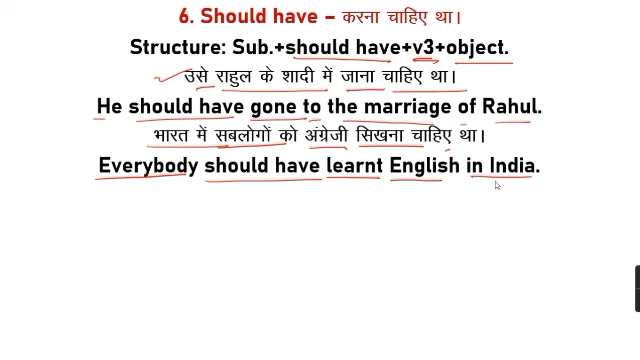 6. Should have – करना चाहिए था।
Structure: Sub.+should have+v3+object.
उसे राहुल के शादी में जाना चाहिए था।
He should have gone to the marriage of Rahul.
भारत में सबलोगों को अंग्रेजी सिखना चाहिए था।
Everybody should have learnt English in India.